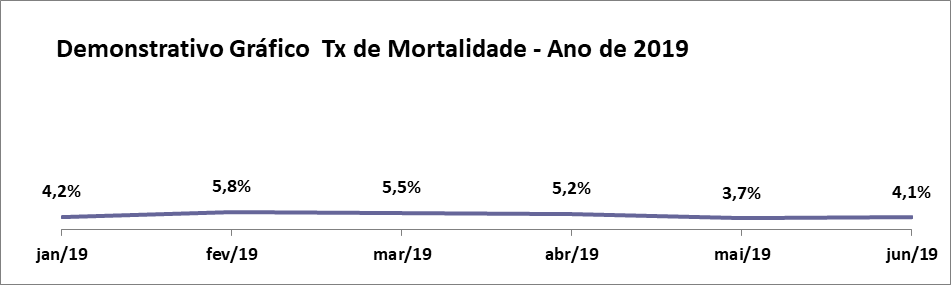 Demonstrativo Gráfico  Tx de Mortalidade - Ano de 2019
4,2% 5,8% 5,5% 5,2% 3,7% 4,1%
jan/19 fev/19 mar/19 abr/19 mai/19 jun/19